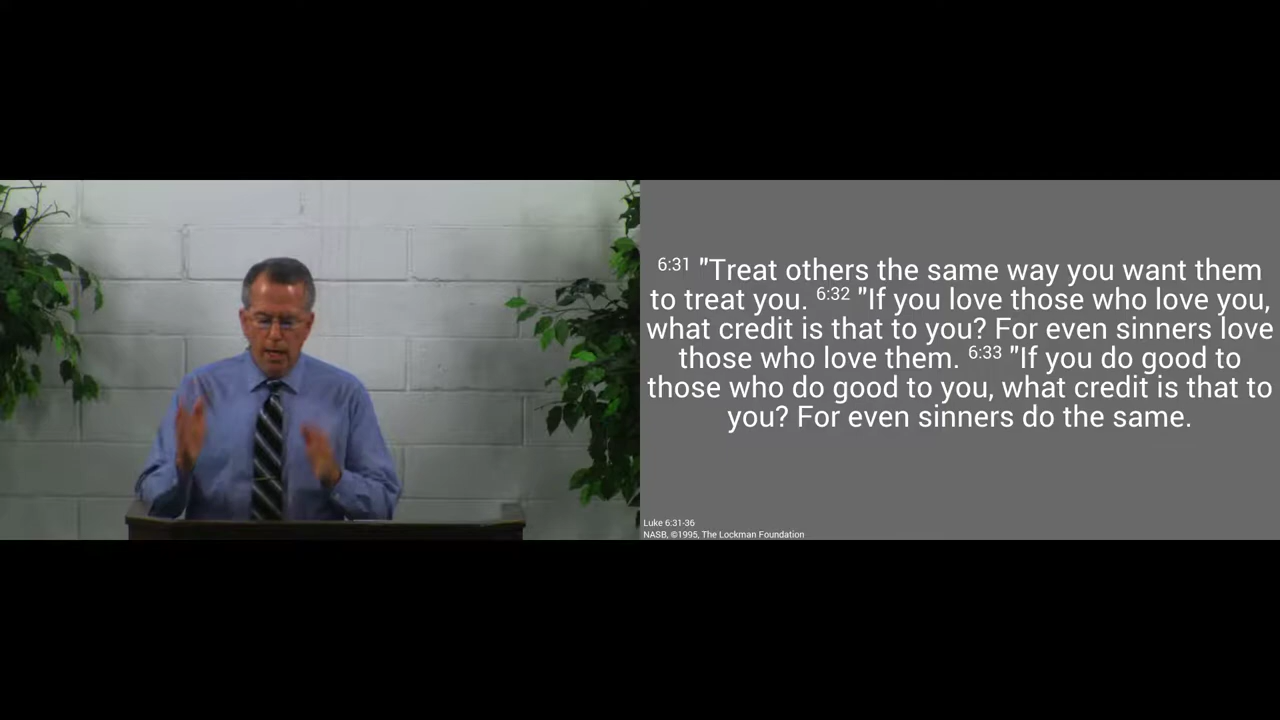 6:31 "Treat others the same way you want them
to treat you. 6:32 "If you love those who love you,
what credit is that to you? For even sinners love
those who love them. 6:33 "If you do good to
those who do good to you, what credit is that to
you? For even sinners do the same.
Luke 6:31-36
NASB, ©1995, The Lockman Foundation